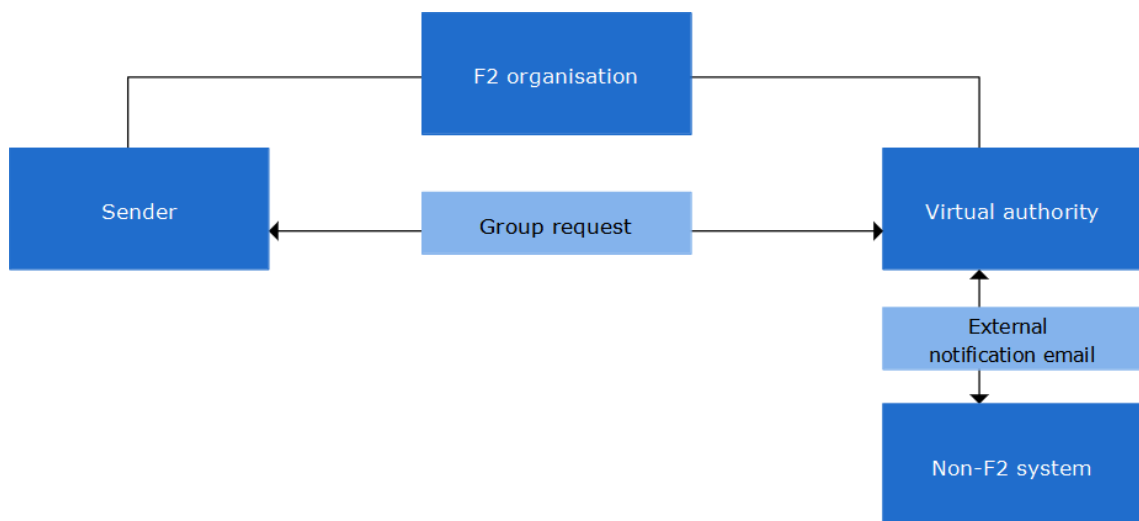 F2 organisation
Sender
Group request
Virtual authority
External
notification email
Non-F2 system